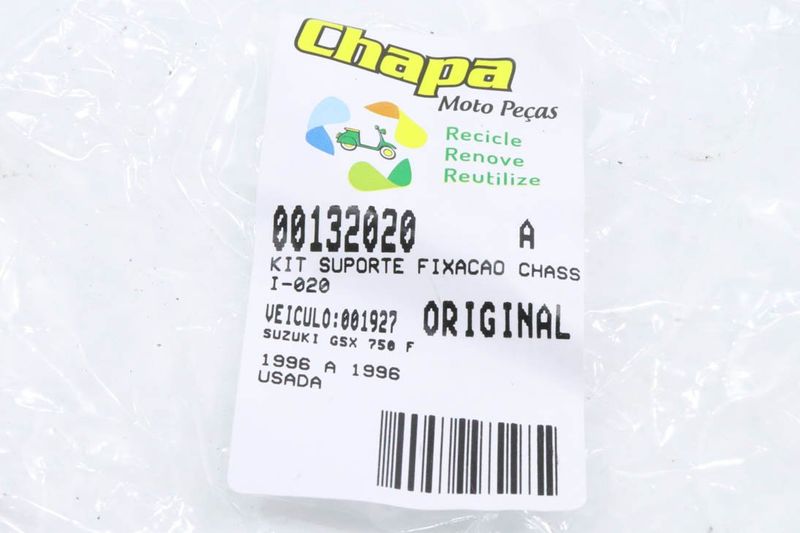 Chapa
Moto Peças
Recicle
Renove
Reutilize
00132020 A
KIT SUPORTE FIXACAO CHASS
I-020
VEICULO:001927 ORIGINAL
SUZUKI GSX 750 F
1996 A 1996
USADA